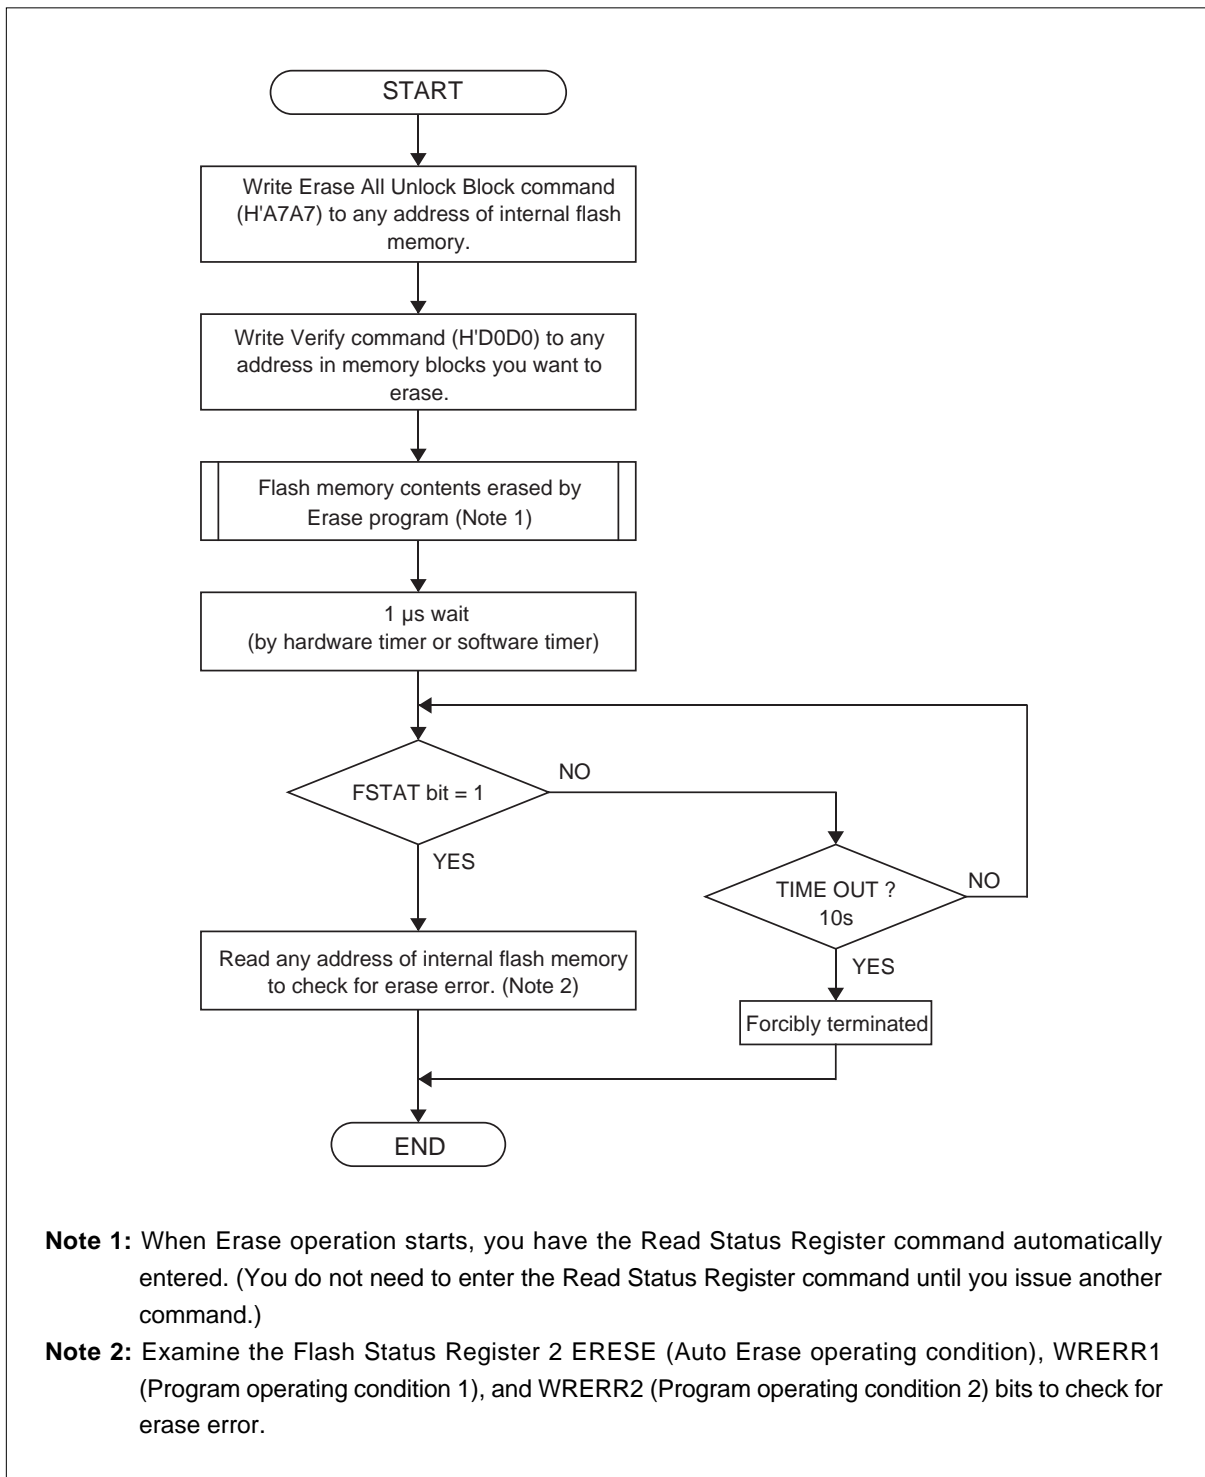 START
Write Erase All Unlock Block command
(H'A7A7) to any address of internal flash
memory.
Write Verify command (H'D0D0) to any
address in memory blocks you want to
erase.
Flash memory contents erased by
Erase program (Note 1)
1 µs wait
(by hardware timer or software timer)
FSTAT bit = 1
NO
YES
TIME OUT ?
10s
NO
YES
Read any address of internal flash memory
to check for erase error. (Note 2)
Forcibly terminated
END
Note 1: When Erase operation starts, you have the Read Status Register command automatically
entered. (You do not need to enter the Read Status Register command until you issue another
command.)
Note 2: Examine the Flash Status Register 2 ERESE (Auto Erase operating condition), WRERR1
(Program operating condition 1), and WRERR2 (Program operating condition 2) bits to check for
erase error.